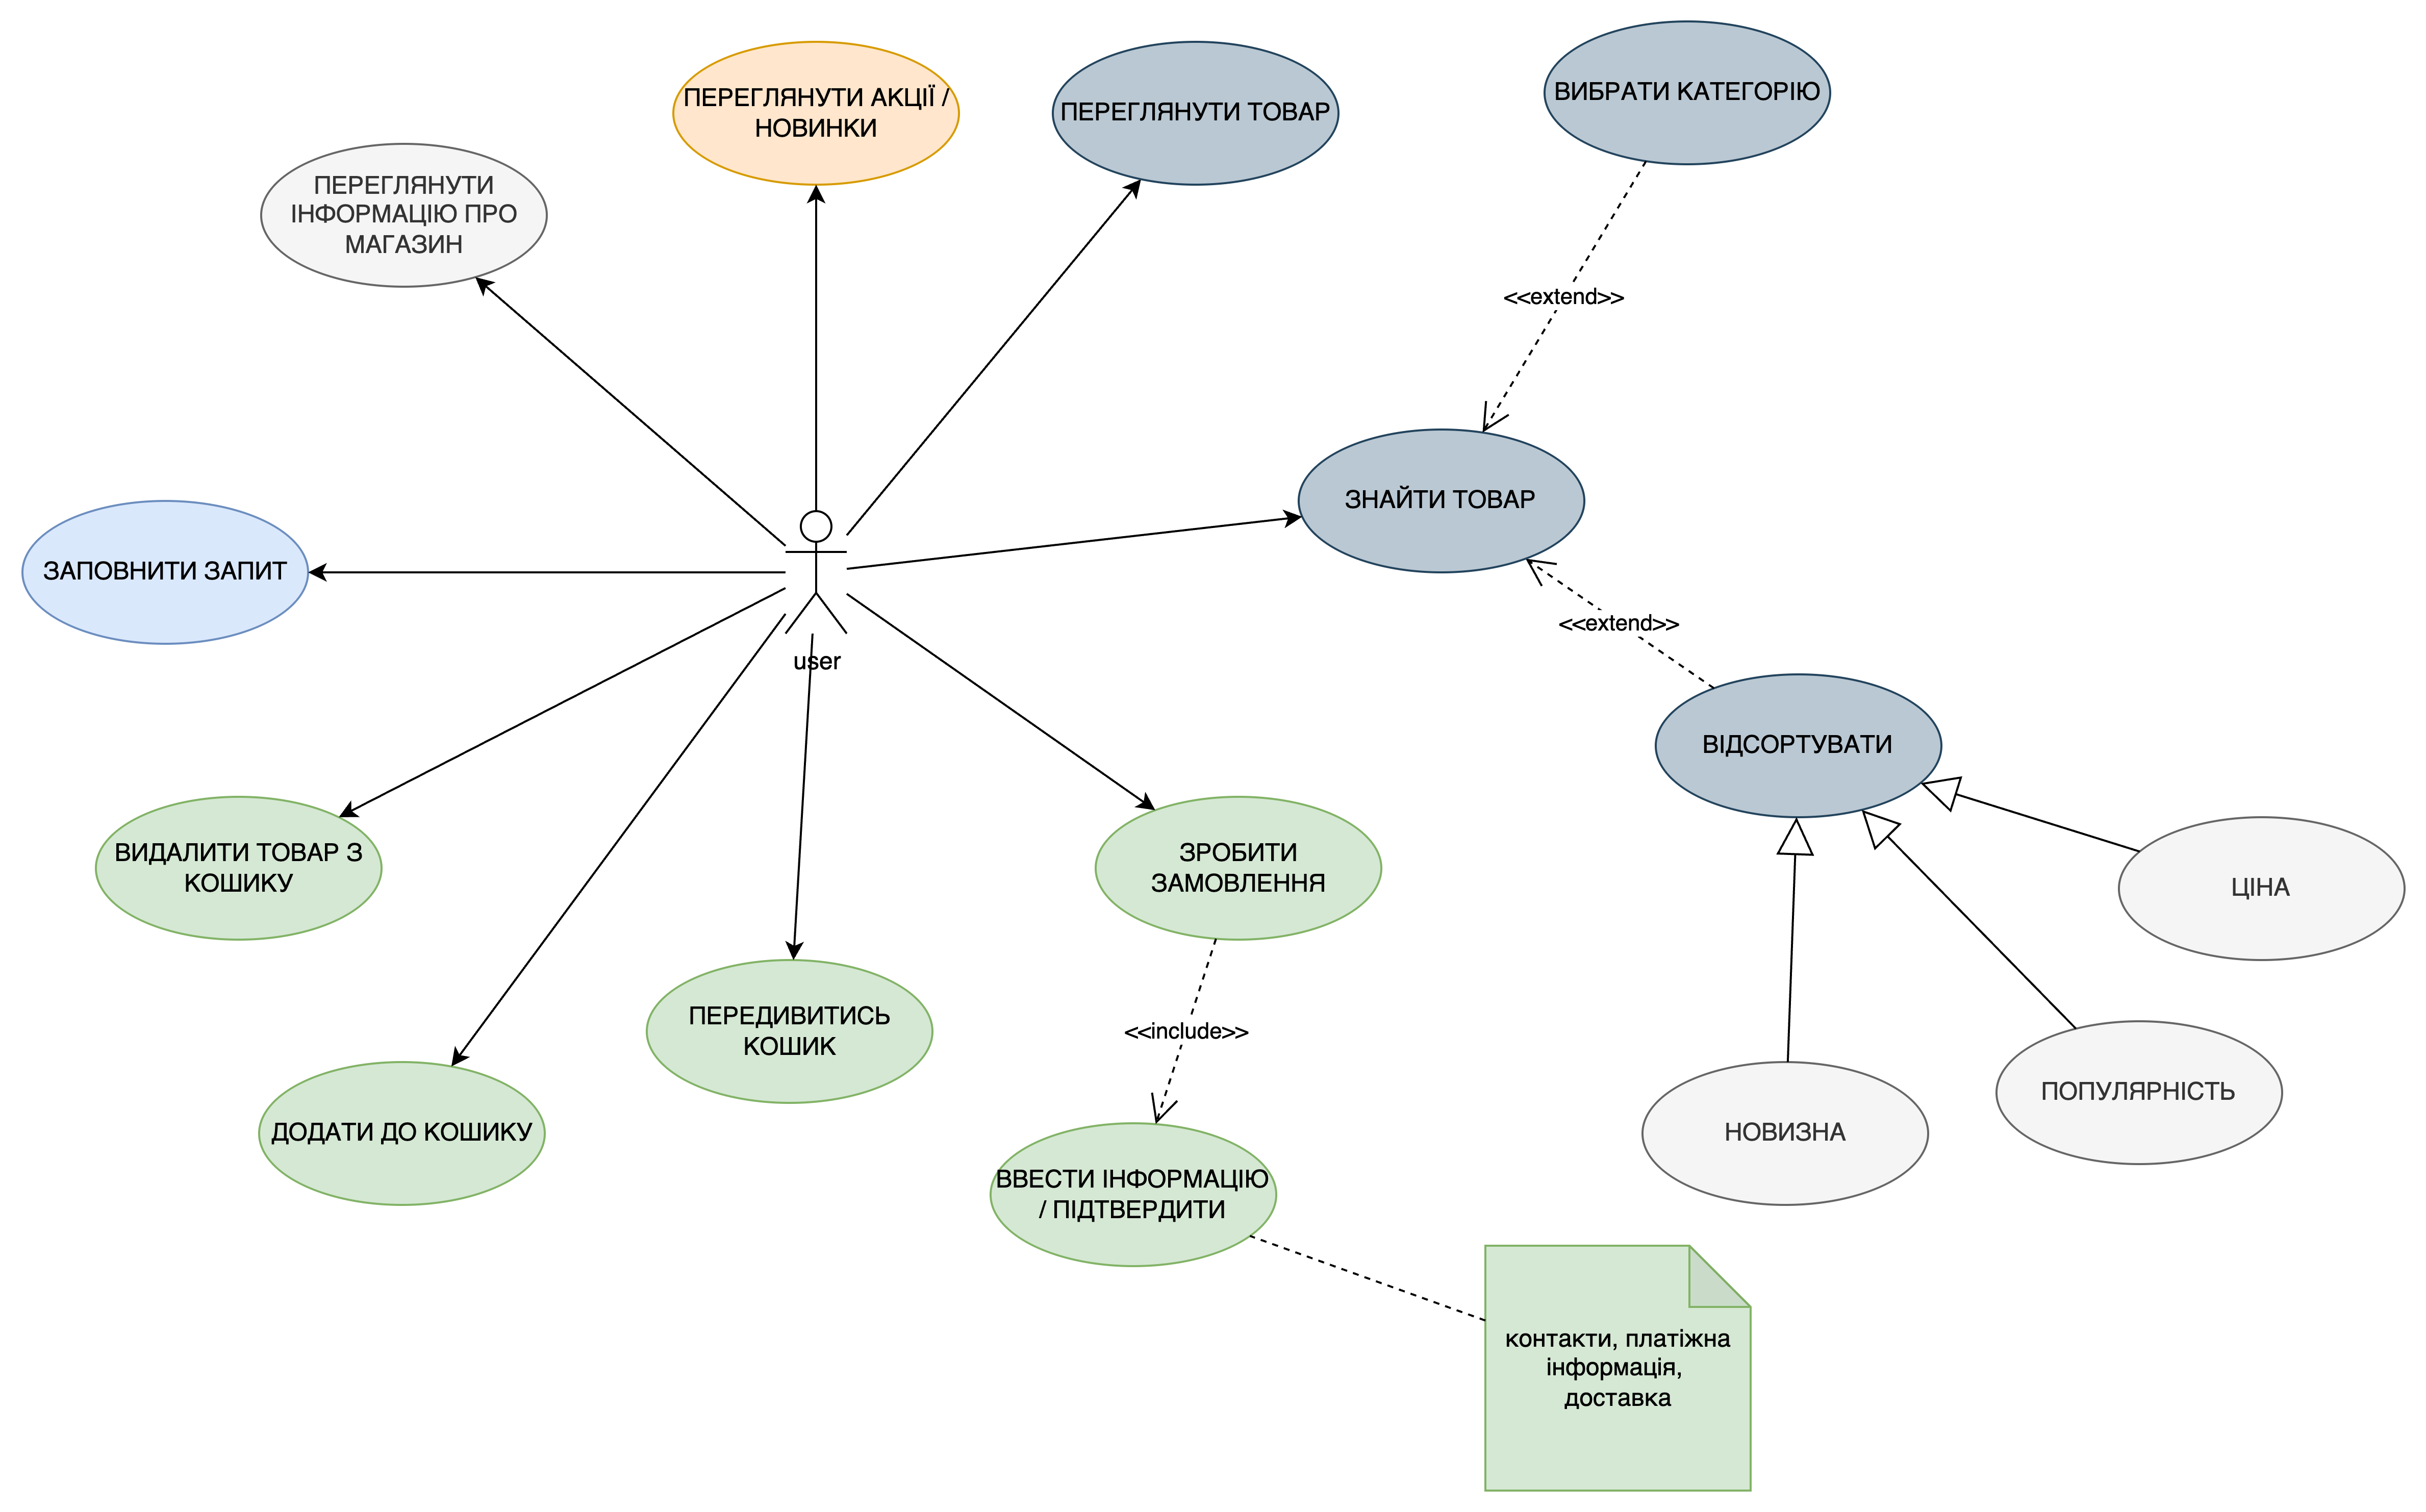 ВИБРАТИ КАТЕГОРІЮ
ПЕРЕГЛЯНУТИ АКЦІЇ /
НОВИНКИ
ПЕРЕГЛЯНУТИ ТОВАР
ПЕРЕГЛЯНУТИ
ІНФОРМАЦІЮ ПРО
МАГАЗИН
<<extend>>
ЗНАЙТИ ТОВАР
ЗАПОВНИТИ ЗАПИТ
<<extend>>
user
ВІДСОРТУВАТИ
ВИДАЛИТИ ТОВАР З
КОШИКУ
ЗРОБИТИ
ЗАМОВЛЕННЯ
ЦІНА
ПЕРЕДИВИТИСЬ
КОШИК
<<include>>
ПОПУЛЯРНІСТЬ
ДОДАТИ ДО КОШИКУ
НОВИЗНА
ВВЕСТИ ІНФОРМАЦІЮ
/ ПІДТВЕРДИТИ
контакти, платіжна
інформація,
доставка